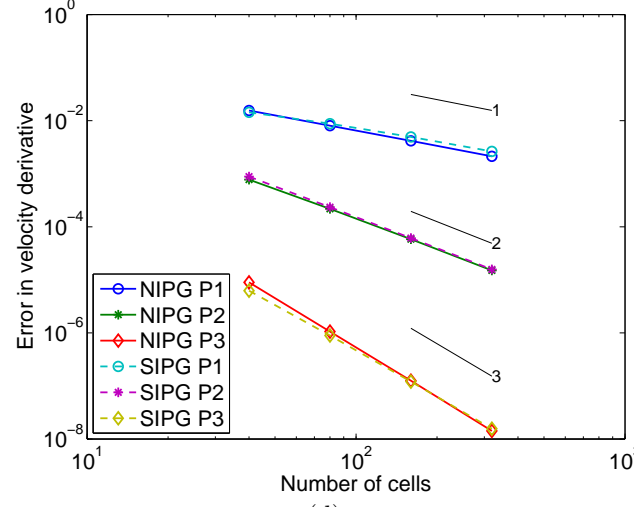 10^0
10^-2
10^-4
10^-6
10^-8
Error in velocity derivative
1
2
3
NIPG P1
NIPG P2
NIPG P3
SIPG P1
SIPG P2
SIPG P3
10^1
10^2
Number of cells